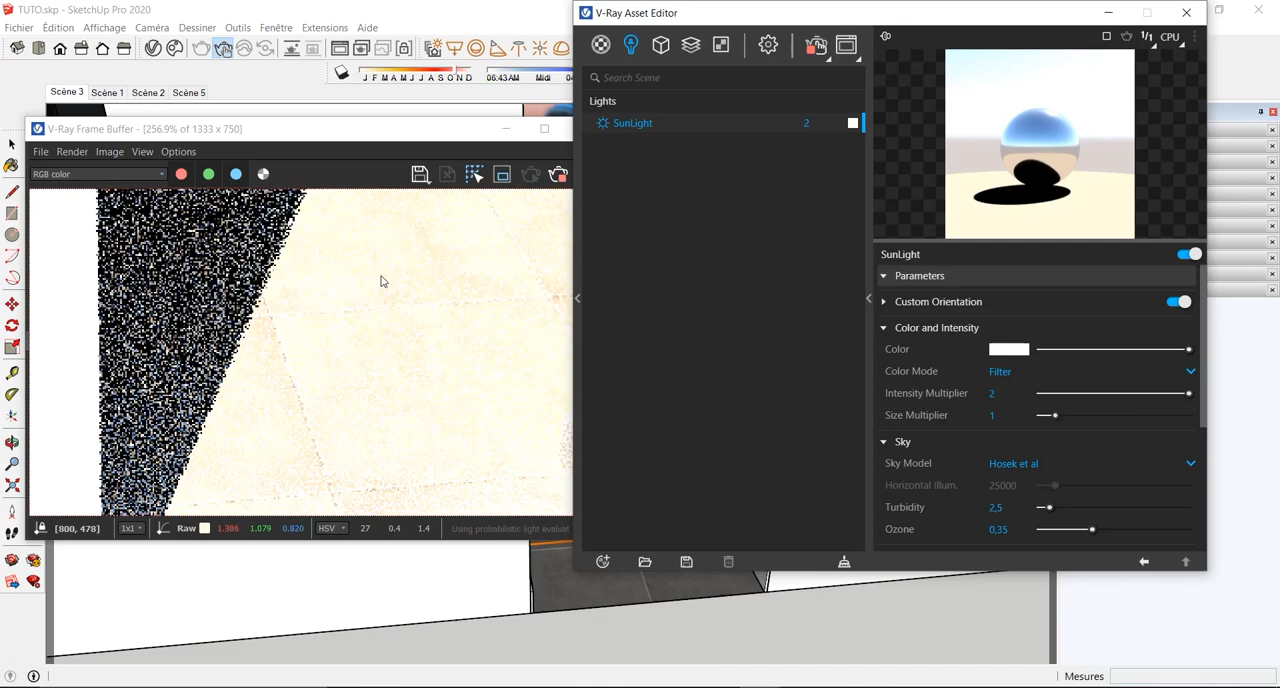 TUTO.skp - SketchUp Pro 2020
Fichier Édition Affichage Caméra Dessiner Outils Fenêtre Extensions Aide
J F M A M J J A S O N D 06:43 AM Midi
Scène 3 Scène 1 Scène 2 Scène 5
V-Ray Frame Buffer - [256.9% of 1333 x 750]
File Render Image View Options
RGB color
[800, 478] 1x1 Raw 1.386 1.079 0.820 HSV 27 0.4 1.4 Using probabilistic light evaluat
V-Ray Asset Editor
1/1 CPU
Search Scene
Lights
SunLight 2
SunLight
Parameters
Custom Orientation
Color and Intensity
Color
Color Mode Filter
Intensity Multiplier 2
Size Multiplier 1
Sky
Sky Model Hosek et al
Horizontal Illum. 25000
Turbidity 2,5
Ozone 0,35
Mesures